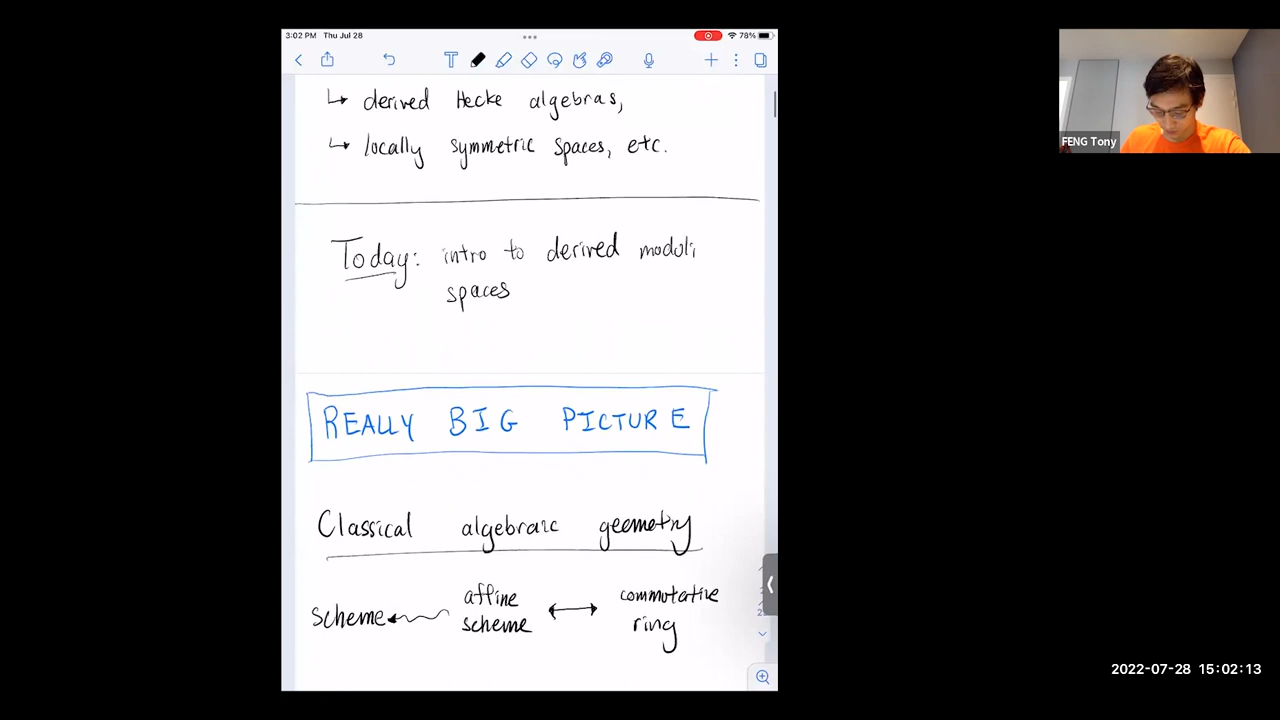 3:02 PM Thu Jul 28
78%
↳ derived Hecke algebras,
↳ locally symmetric spaces, etc.
FENG Tony
Today: intro to derived moduli
spaces
REALLY BIG PICTURE
Classical algebraic geometry
scheme ← affine scheme ↔ commutative ring
2022-07-28 15:02:13